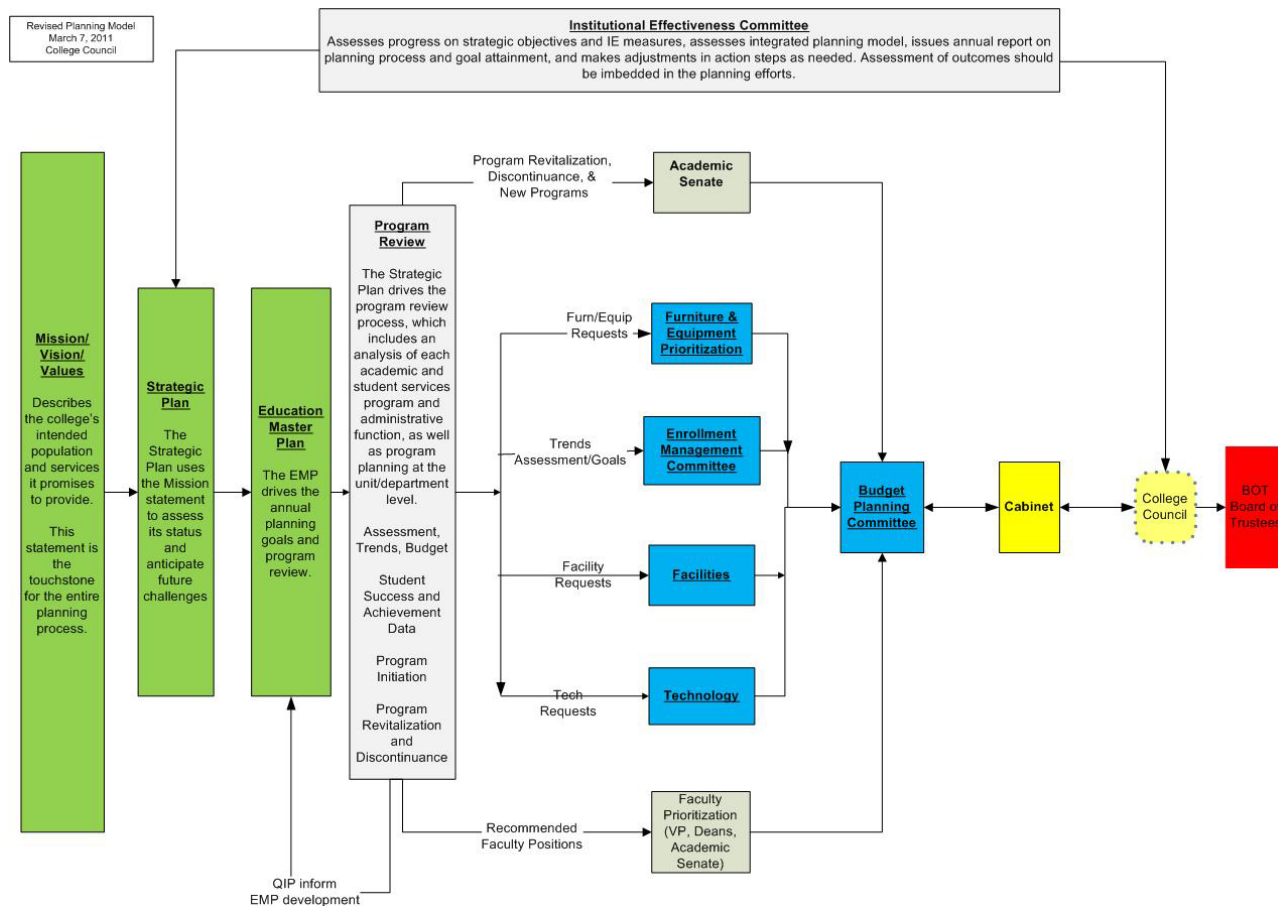 Revised Planning Model
March 7, 2011
College Council
Institutional Effectiveness Committee
Assesses progress on strategic objectives and IE measures, assesses integrated planning model, issues annual report on
planning process and goal attainment, and makes adjustments in action steps as needed. Assessment of outcomes should
be imbedded in the planning efforts.
Mission/
Vision/
Values
Describes
the college's
intended
population
and services
it promises
to provide.
This
statement is
the
touchstone
for the entire
planning
process.
Strategic
Plan
The
Strategic
Plan uses
the Mission
statement
to assess
its status
and
anticipate
future
challenges
Education
Master
Plan
The EMP
drives the
annual
planning
goals and
program
review.
QIP inform
EMP development
Program
Review
The Strategic
Plan drives the
program review
process, which
includes an
analysis of each
academic and
student services
program and
administrative
function, as well
as program
planning at the
unit/department
level.
Assessment,
Trends, Budget
Student
Success and
Achievement
Data
Program
Initiation
Program
Revitalization
and
Discontinuance
Program Revitalization,
Discontinuance, &
New Programs
Academic
Senate
Furn/Equip
Requests
Furniture &
Equipment
Prioritization
Trends
Assessment/Goals
Enrollment
Management
Committee
Facility
Requests
Facilities
Tech
Requests
Technology
Recommended
Faculty Positions
Faculty
Prioritization
(VP, Deans,
Academic
Senate)
Budget
Planning
Committee
Cabinet
College
Council
BOT
Board of
Trustees